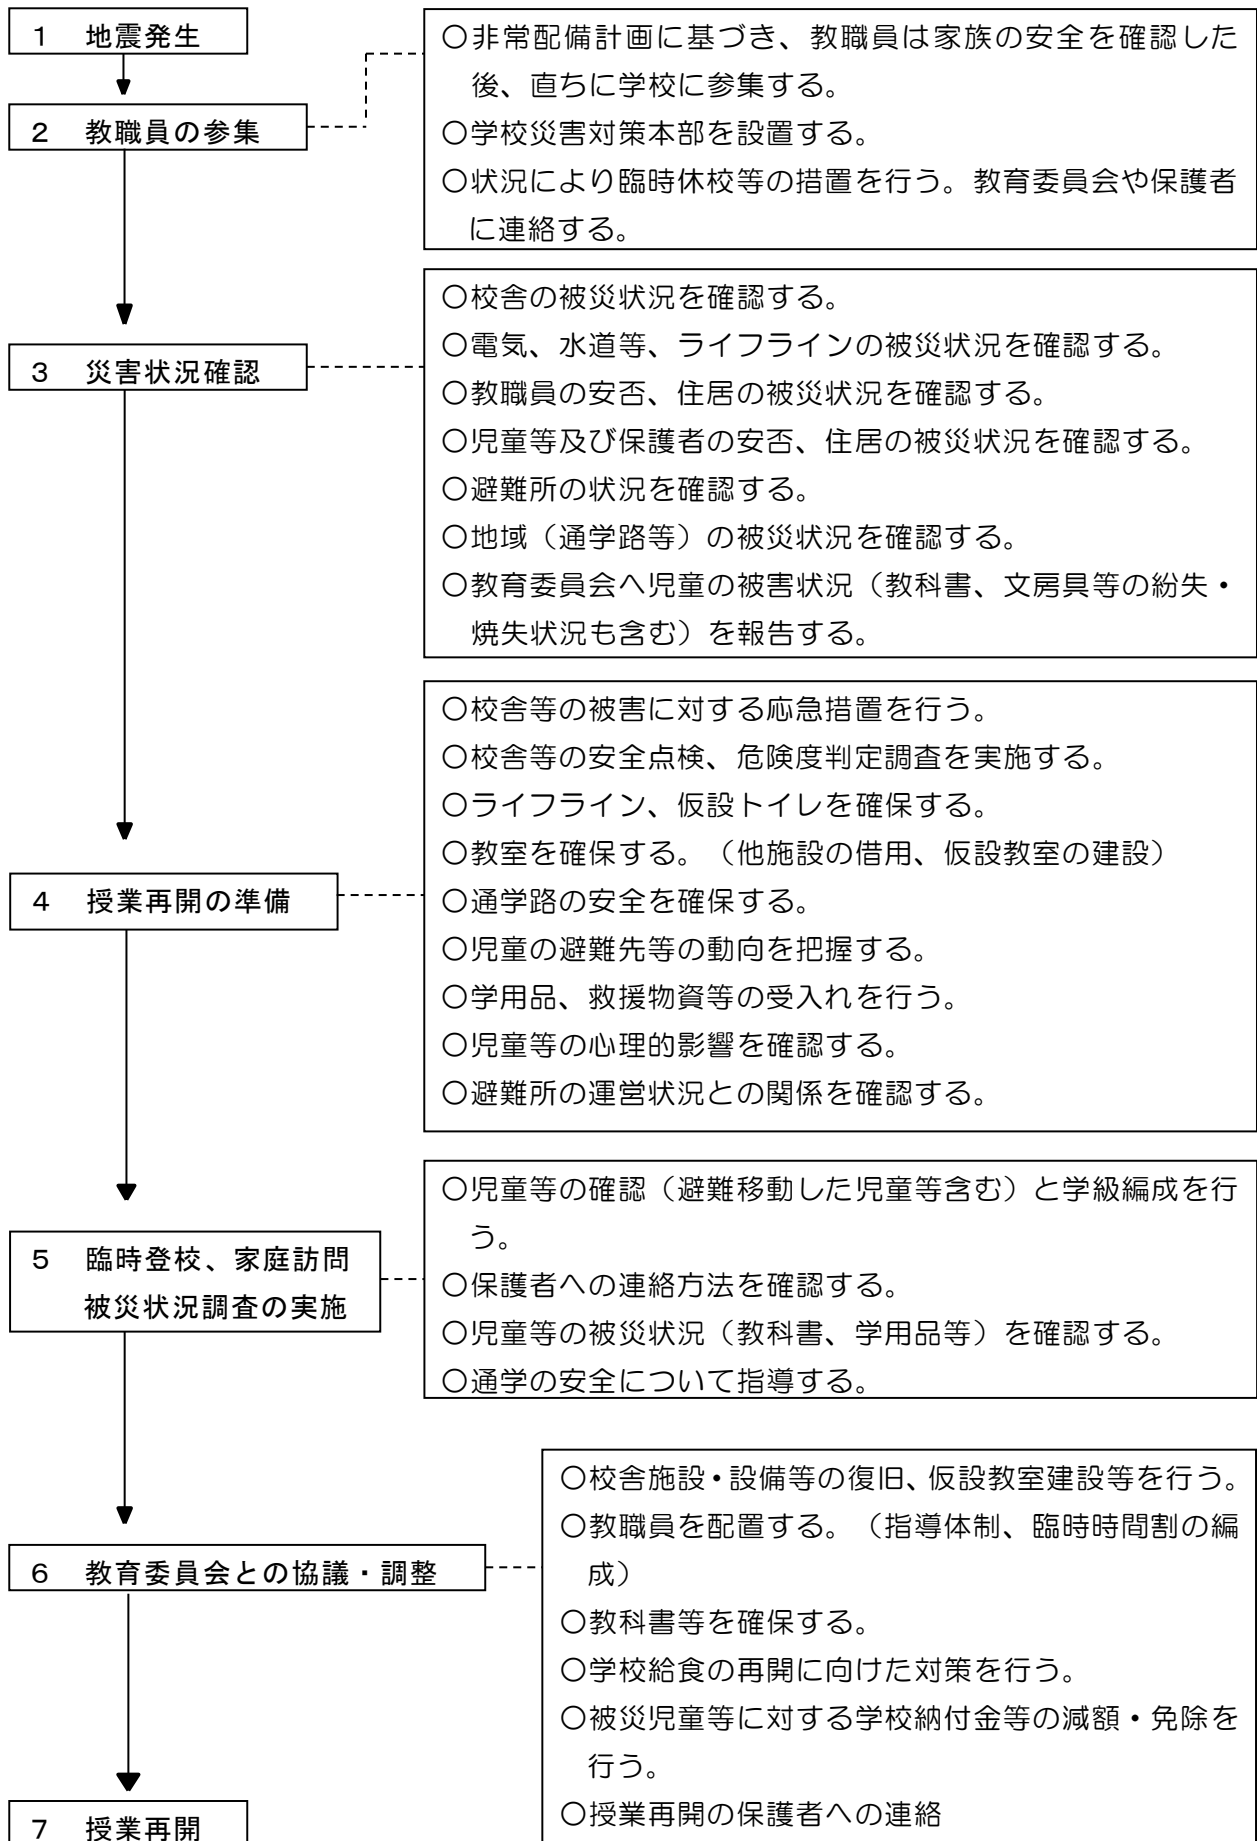 １　地震発生
〇非常配備計画に基づき、教職員は家族の安全を確認した
後、直ちに学校に参集する。
〇学校災害対策本部を設置する。
〇状況により臨時休校等の措置を行う。教育委員会や保護者
に連絡する。
２　教職員の参集
〇校舎の被災状況を確認する。
〇電気、水道等、ライフラインの被災状況を確認する。
〇教職員の安否、住居の被災状況を確認する。
〇児童等及び保護者の安否、住居の被災状況を確認する。
〇避難所の状況を確認する。
〇地域（通学路等）の被災状況を確認する。
〇教育委員会へ児童の被害状況（教科書、文房具等の紛失・
焼失状況も含む）を報告する。
３　災害状況確認
〇校舎等の被害に対する応急措置を行う。
〇校舎等の安全点検、危険度判定調査を実施する。
〇ライフライン、仮設トイレを確保する。
〇教室を確保する。（他施設の借用、仮設教室の建設）
〇通学路の安全を確保する。
〇児童の避難先等の動向を把握する。
〇学用品、救援物資等の受入れを行う。
〇児童等の心理的影響を確認する。
〇避難所の運営状況との関係を確認する。
４　授業再開の準備
〇児童等の確認（避難移動した児童等含む）と学級編成を行
う。
〇保護者への連絡方法を確認する。
〇児童等の被災状況（教科書、学用品等）を確認する。
〇通学の安全について指導する。
５　臨時登校、家庭訪問
被災状況調査の実施
〇校舎施設・設備等の復旧、仮設教室建設等を行う。
〇教職員を配置する。（指導体制、臨時時間割の編
成）
〇教科書等を確保する。
〇学校給食の再開に向けた対策を行う。
〇被災児童等に対する学校納付金等の減額・免除を
行う。
〇授業再開の保護者への連絡
６　教育委員会との協議・調整
７　授業再開